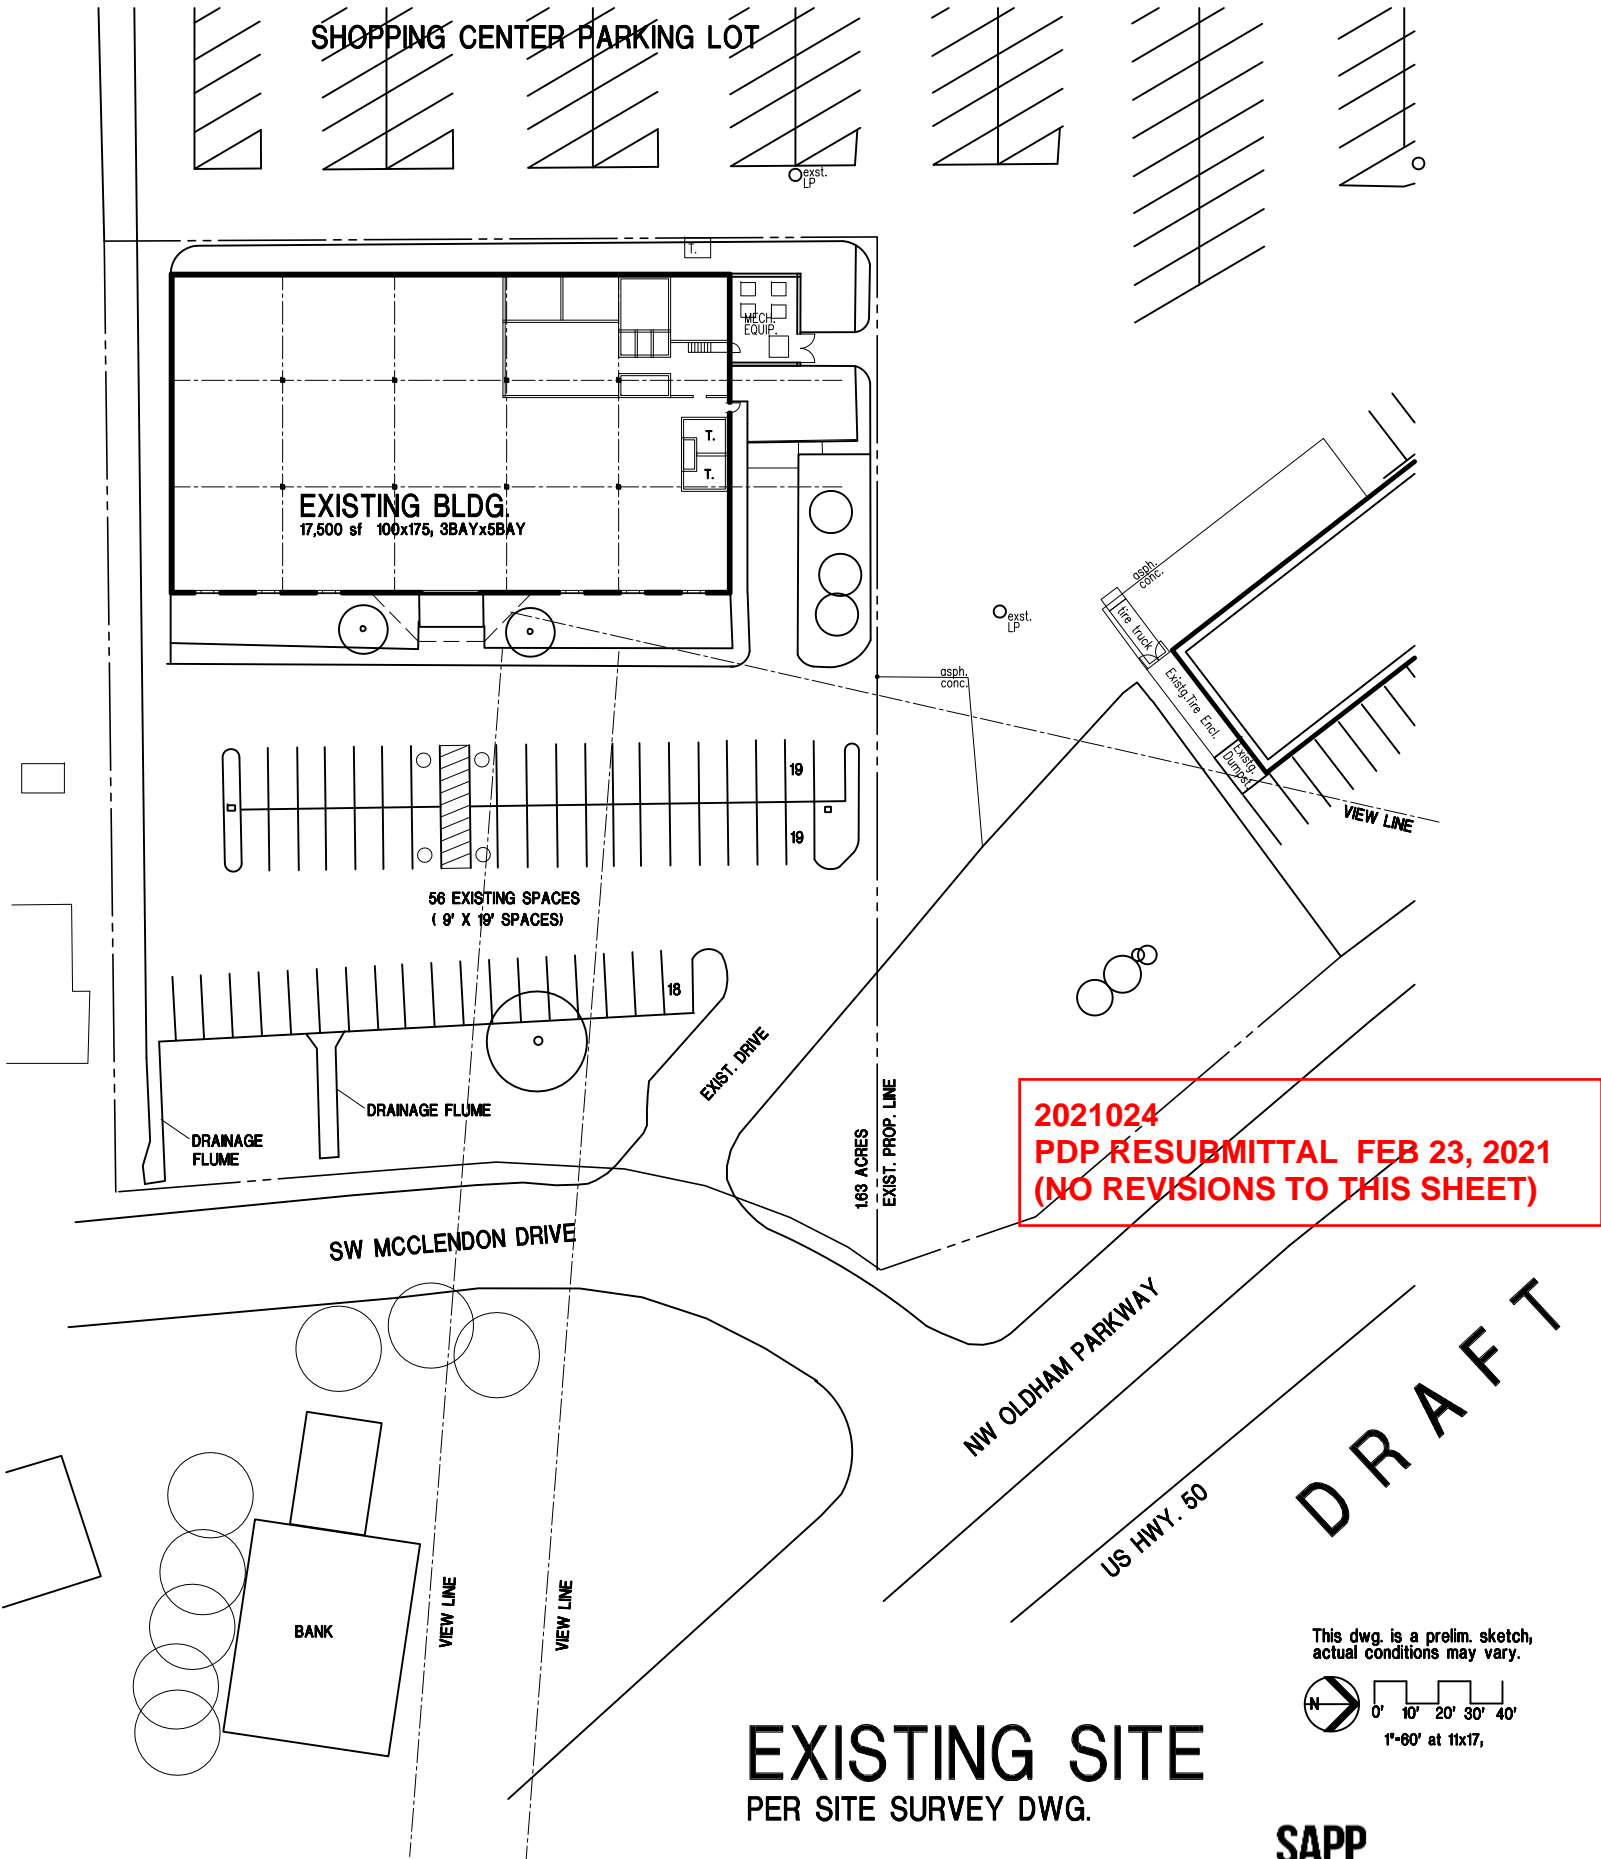 SHOPPING CENTER PARKING LOT
exst.
LP
T.
MECH.
EQUIP.
T.
T.
EXISTING BLDG.
17,500 sf 100x175, 3BAYx5BAY
asph.
conc.
tire truck
exst.
LP
Existg.Tire Encl.
asph.
conc.
Existg.
Dumpst.
19
VIEW LINE
19
56 EXISTING SPACES
( 9' X 19' SPACES)
18
EXIST. DRIVE
DRAINAGE FLUME
DRAINAGE
FLUME
1.63 ACRES
EXIST. PROP. LINE
2021024
PDP RESUBMITTAL FEB 23, 2021
(NO REVISIONS TO THIS SHEET)
SW MCCLENDON DRIVE
NW OLDHAM PARKWAY
DRAFT
US HWY. 50
BANK
VIEW LINE
VIEW LINE
This dwg. is a prelim. sketch,
actual conditions may vary.
N
0' 10' 20' 30' 40'
1"=60' at 11x17,
EXISTING SITE
PER SITE SURVEY DWG.
SAPP